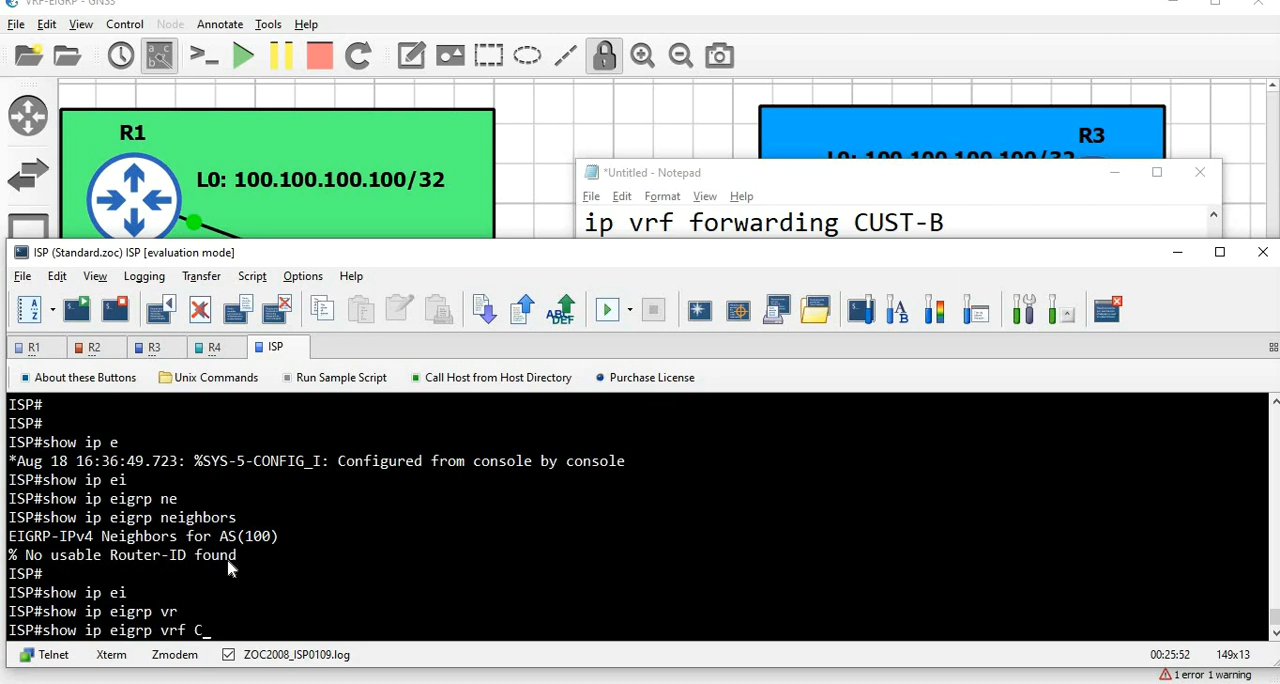 VRF-EIGRP - GNS3
File Edit View Control Node Annotate Tools Help
R1
L0: 100.100.100.100/32
R3
L0: 100.100.100.100/32
*Untitled - Notepad
File Edit Format View Help
ip vrf forwarding CUST-B
ISP (Standard.zoc) ISP [evaluation mode]
File Edit View Logging Transfer Script Options Help
R1 R2 R3 R4 ISP
About these Buttons Unix Commands Run Sample Script Call Host from Host Directory Purchase License
ISP#
ISP#
ISP#show ip e
*Aug 18 16:36:49.723: %SYS-5-CONFIG_I: Configured from console by console
ISP#show ip ei
ISP#show ip eigrp ne
ISP#show ip eigrp neighbors
EIGRP-IPv4 Neighbors for AS(100)
% No usable Router-ID found
ISP#
ISP#show ip ei
ISP#show ip eigrp vr
ISP#show ip eigrp vrf C_
Telnet Xterm Zmodem ZOC2008_ISP0109.log 00:25:52 149x13
1 error 1 warning